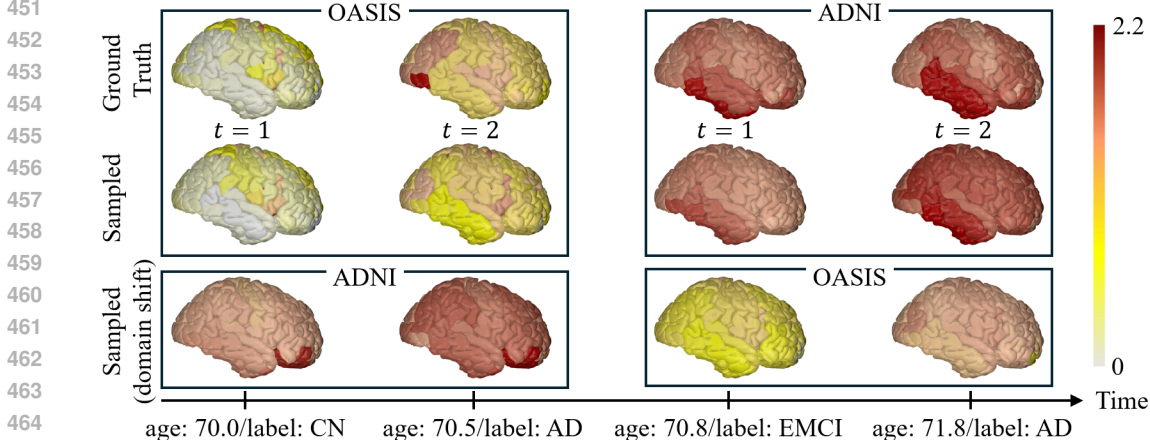 451
452
453
454
455
456
457
458
459
460
461
462
463
464
OASIS
ADNI
Ground
Truth
t = 1
t = 2
t = 1
t = 2
Sampled
ADNI
OASIS
Sampled
(domain shift)
2.2
0
Time
age: 70.0/label: CN
age: 70.5/label: AD
age: 70.8/label: EMCI
age: 71.8/label: AD